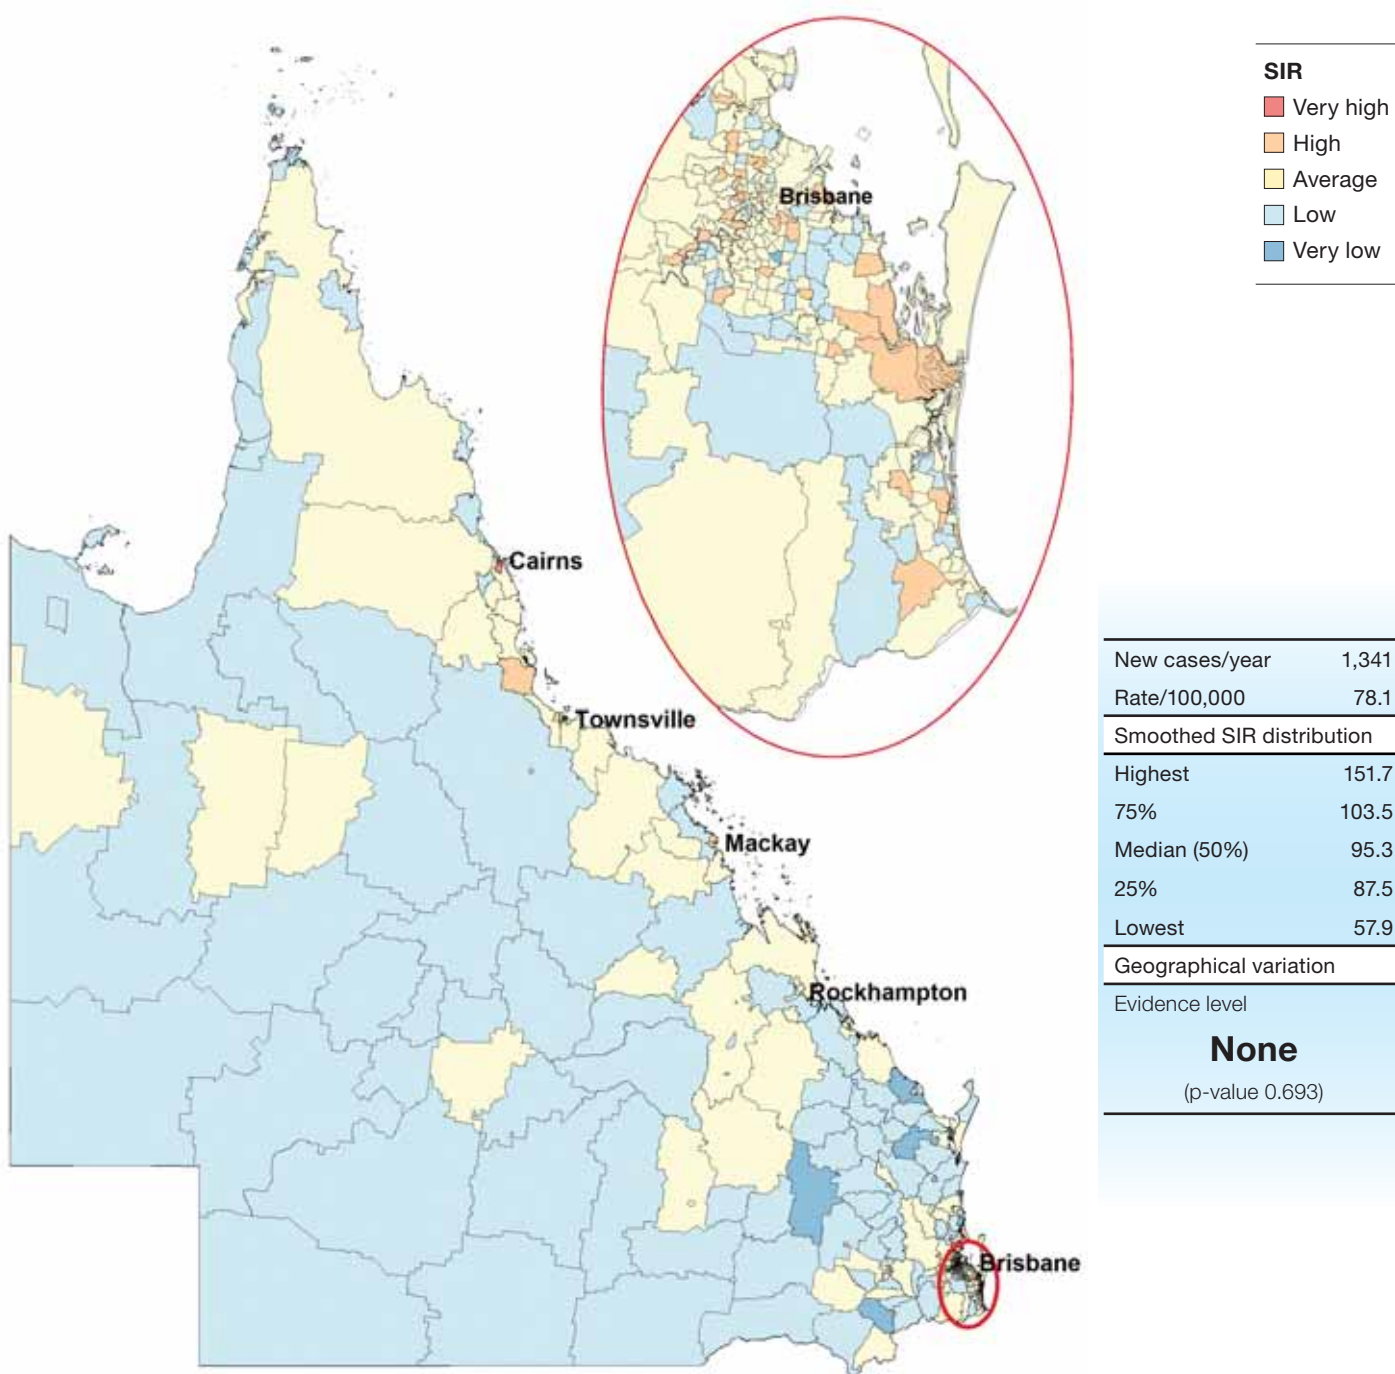 SIR
Very high
High
Average
Low
Very low
Brisbane
Cairns
Townsville
Mackay
Rockhampton
Brisbane
New cases/year 1,341
Rate/100,000 78.1
Smoothed SIR distribution
Highest 151.7
75% 103.5
Median (50%) 95.3
25% 87.5
Lowest 57.9
Geographical variation
Evidence level
None
(p-value 0.693)